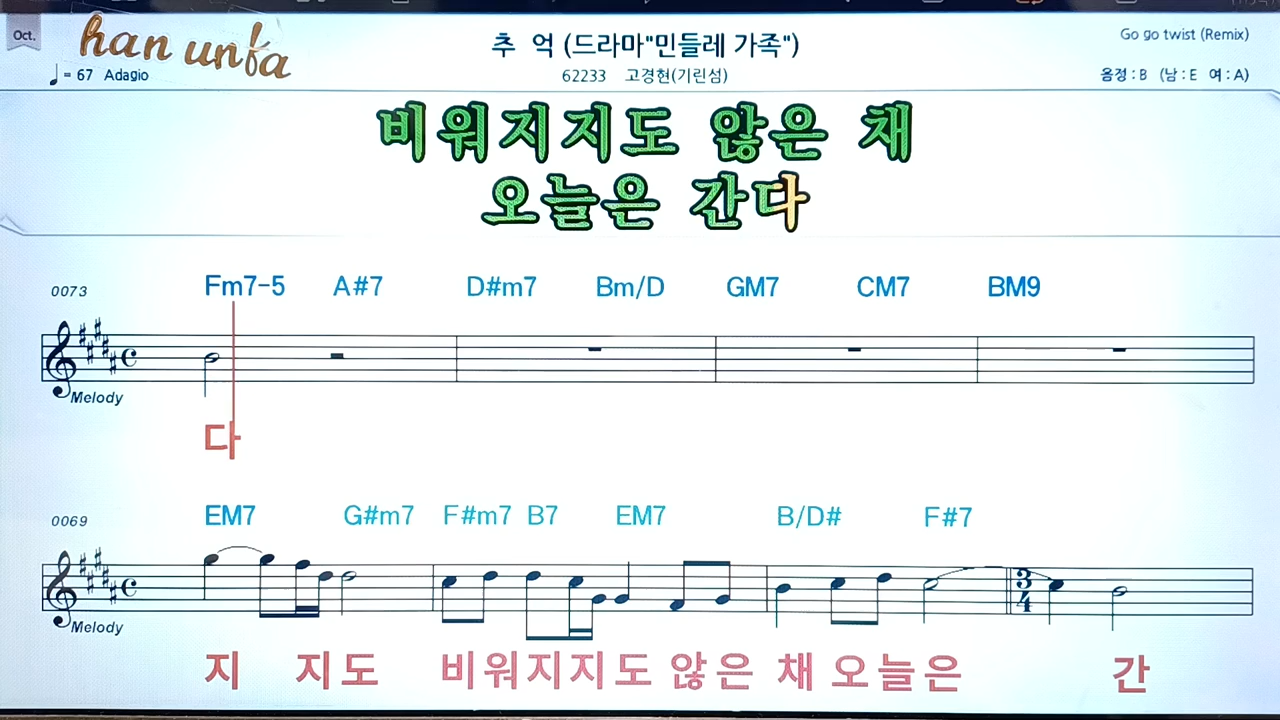 Oct.
han unfa
추 억 (드라마"민들레 가족")
Go go twist (Remix)
= 67 Adagio
62233 고경현(기린섬)
음정 : B (남 : E 여 : A)
비워지지도 않은 채
오늘은 간다
0073 Fm7-5 A#7 D#m7 Bm/D GM7 CM7 BM9
Melody
다
0069 EM7 G#m7 F#m7 B7 EM7 B/D# F#7
3
4
Melody
지 지도 비워지지도 않은 채 오늘은 간